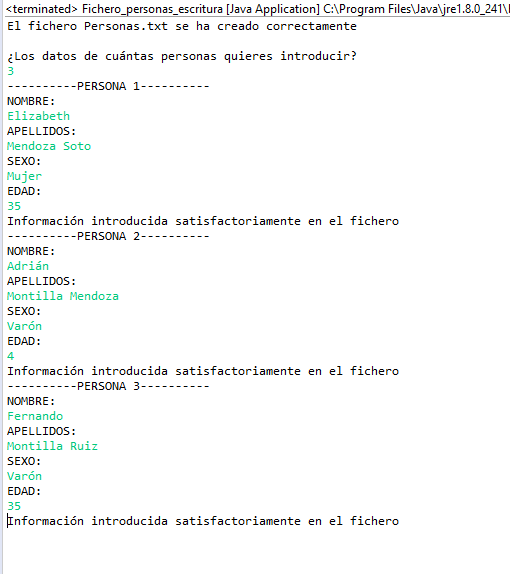 <terminated> Fichero_personas_escritura [Java Application] C:\Program Files\Java\jre1.8.0_241\
El fichero Personas.txt se ha creado correctamente
¿Los datos de cuántas personas quieres introducir?
3
----------PERSONA 1----------
NOMBRE:
Elizabeth
APELLIDOS:
Mendoza Soto
SEXO:
Mujer
EDAD:
35
Información introducida satisfactoriamente en el fichero
----------PERSONA 2----------
NOMBRE:
Adrián
APELLIDOS:
Montilla Mendoza
SEXO:
Varón
EDAD:
4
Información introducida satisfactoriamente en el fichero
----------PERSONA 3----------
NOMBRE:
Fernando
APELLIDOS:
Montilla Ruiz
SEXO:
Varón
EDAD:
35
Información introducida satisfactoriamente en el fichero